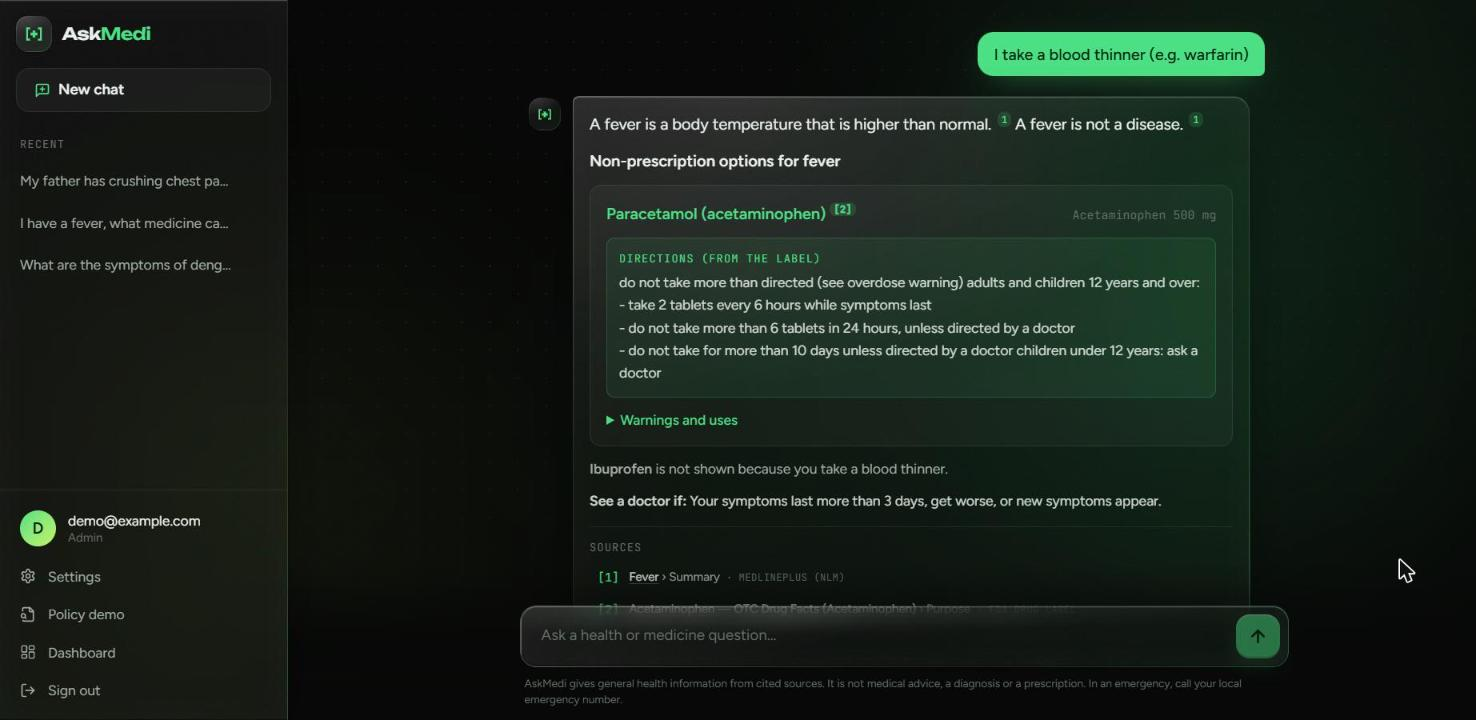 [+] AskMedi
New chat
RECENT
My father has crushing chest pa...
I have a fever, what medicine ca...
What are the symptoms of deng...
D
demo@example.com
Admin
Settings
Policy demo
Dashboard
Sign out
I take a blood thinner (e.g. warfarin)
[+]
A fever is a body temperature that is higher than normal. 1 A fever is not a disease. 1
Non-prescription options for fever
Paracetamol (acetaminophen) [2] Acetaminophen 500 mg
DIRECTIONS (FROM THE LABEL)
do not take more than directed (see overdose warning) adults and children 12 years and over:
- take 2 tablets every 6 hours while symptoms last
- do not take more than 6 tablets in 24 hours, unless directed by a doctor
- do not take for more than 10 days unless directed by a doctor children under 12 years: ask a
doctor
Warnings and uses
Ibuprofen is not shown because you take a blood thinner.
See a doctor if: Your symptoms last more than 3 days, get worse, or new symptoms appear.
SOURCES
[1] Fever › Summary · MEDLINEPLUS (NLM)
[2] Acetaminophen — OTC Drug Facts (Acetaminophen) › Purpose
Ask a health or medicine question...
AskMedi gives general health information from cited sources. It is not medical advice, a diagnosis or a prescription. In an emergency, call your local
emergency number.